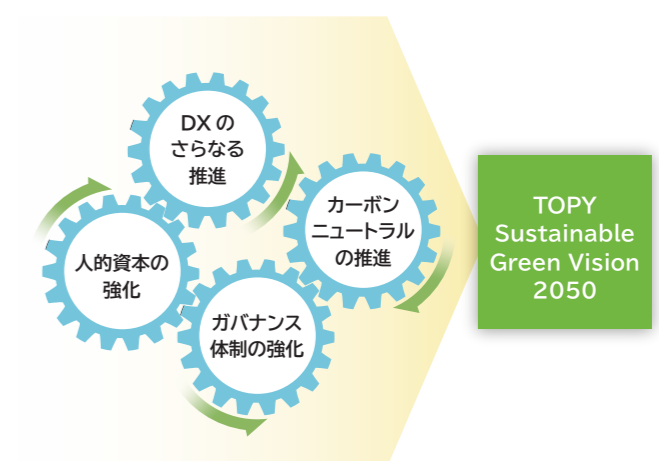 DXの
さらなる
推進
カーボン
ニュートラル
の推進
人的資本の
強化
ガバナンス
体制の強化
TOPY
Sustainable
Green Vision
2050